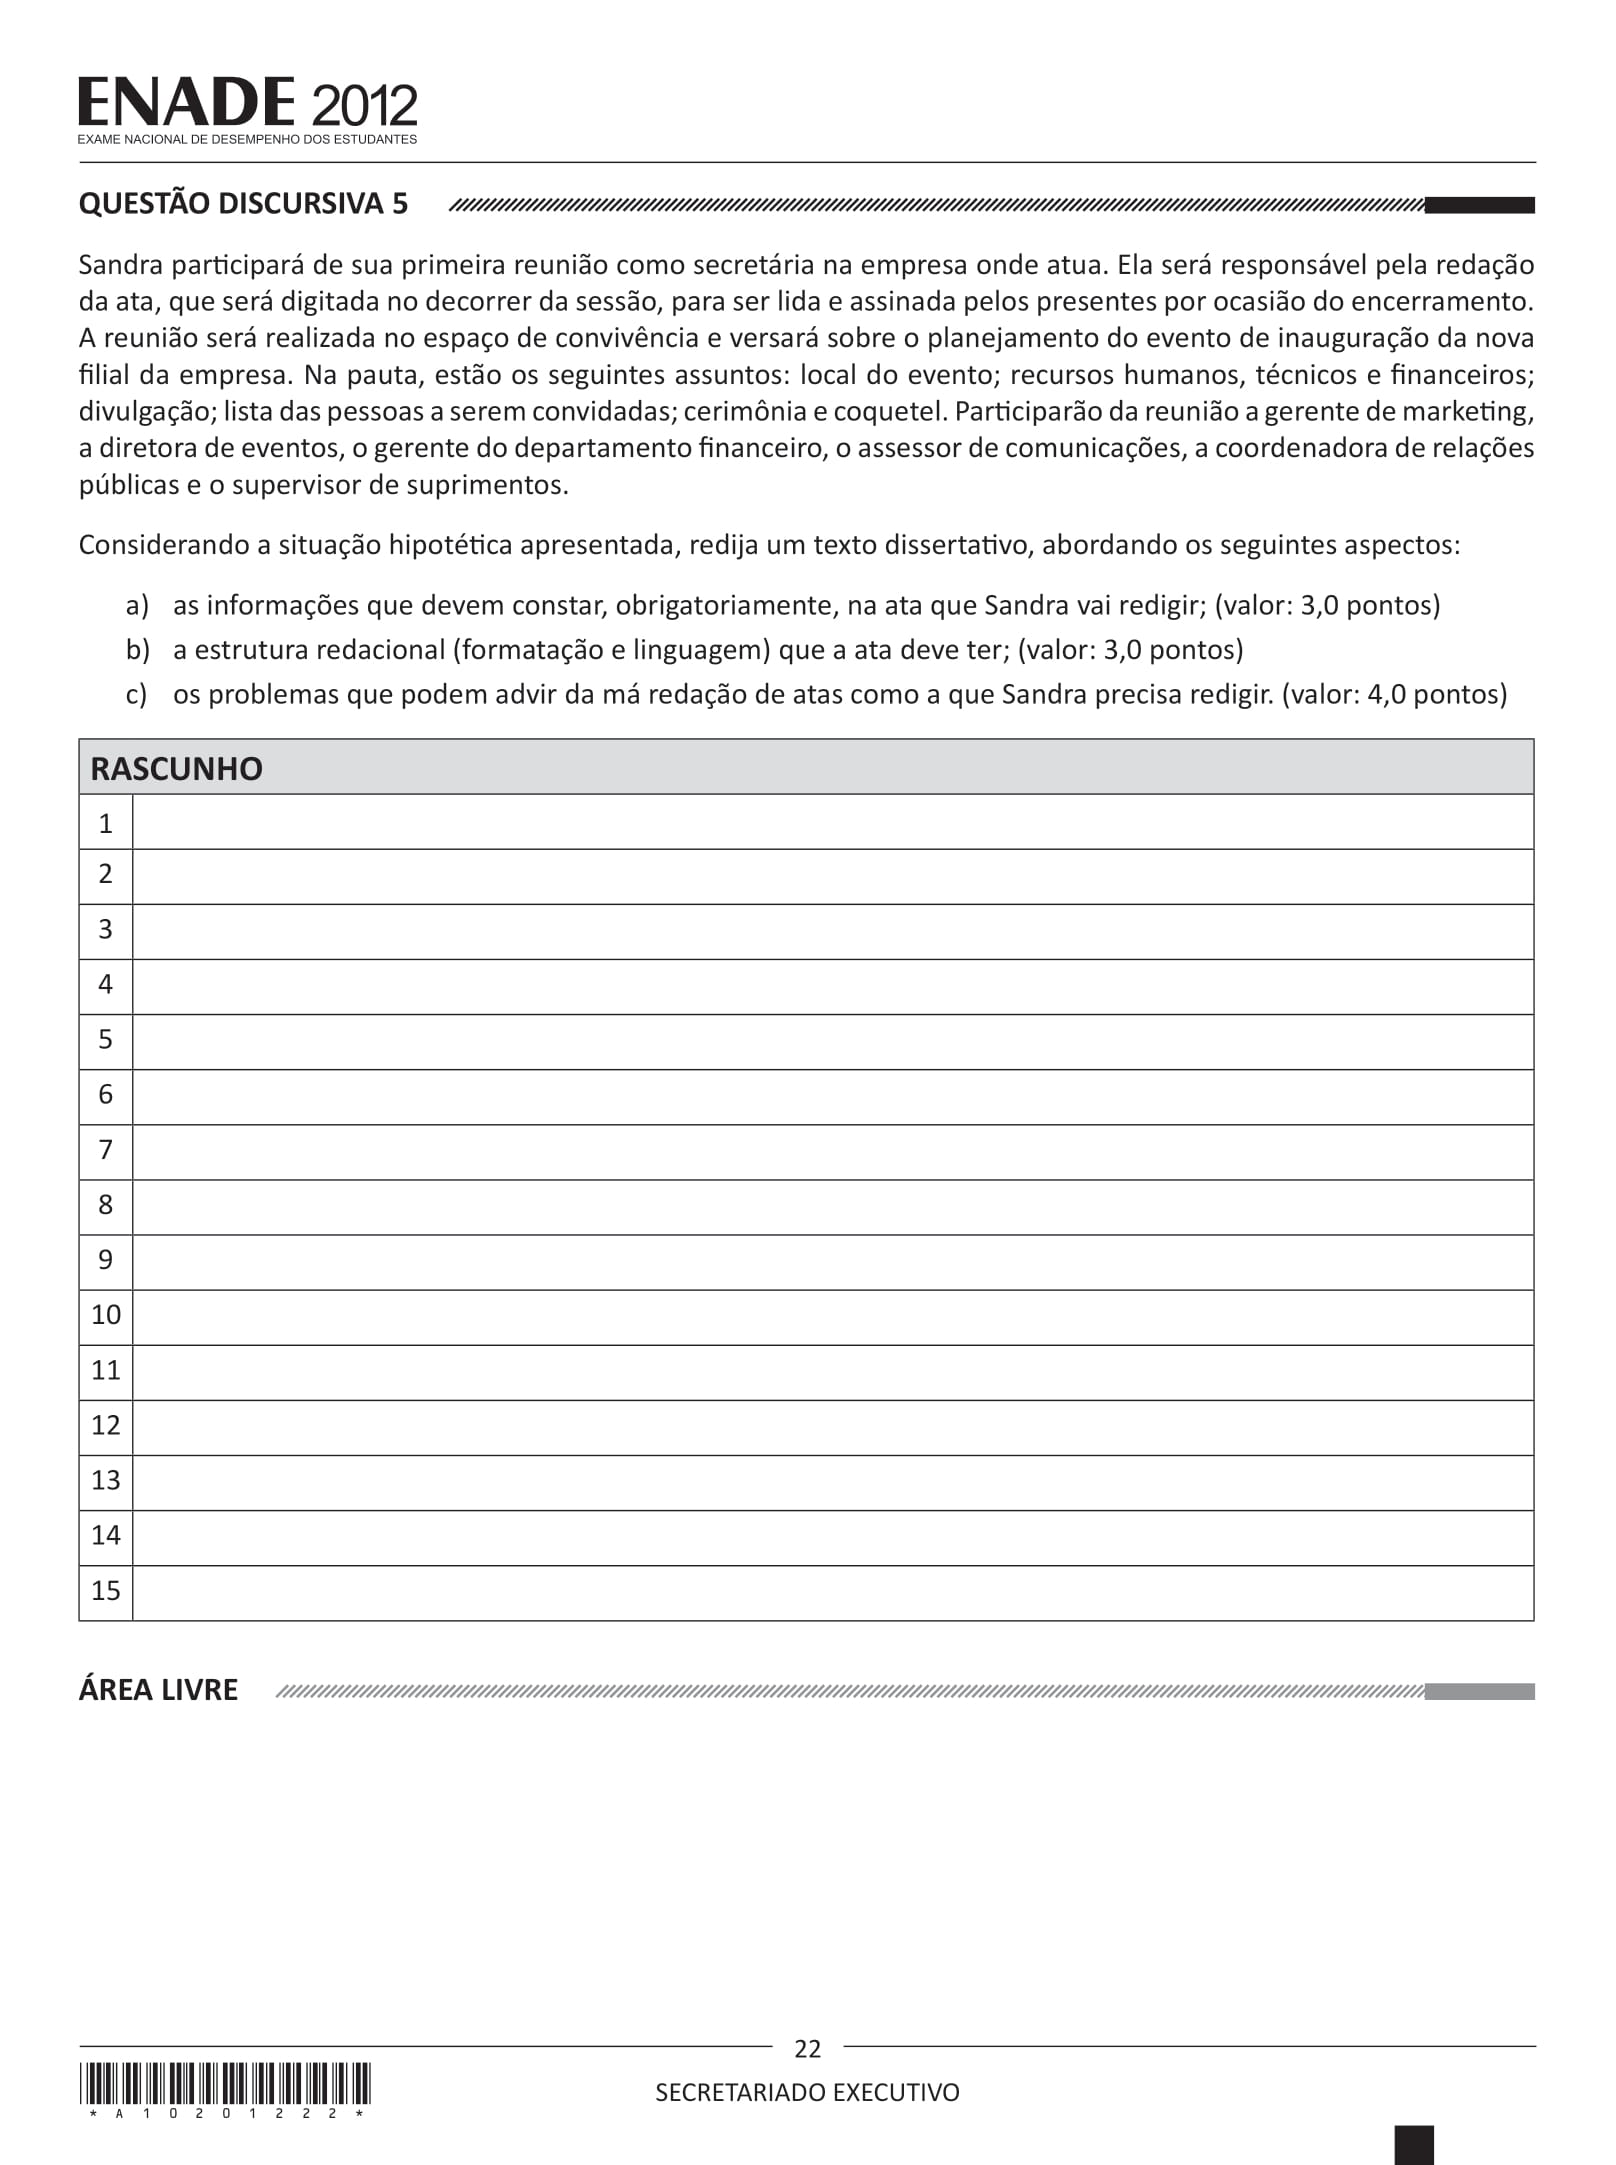 ENADE 2012
EXAME NACIONAL DE DESEMPENHO DOS ESTUDANTES
QUESTÃO DISCURSIVA 5
Sandra participará de sua primeira reunião como secretária na empresa onde atua. Ela será responsável pela redação
da ata, que será digitada no decorrer da sessão, para ser lida e assinada pelos presentes por ocasião do encerramento.
A reunião será realizada no espaço de convivência e versará sobre o planejamento do evento de inauguração da nova
filial da empresa. Na pauta, estão os seguintes assuntos: local do evento; recursos humanos, técnicos e financeiros;
divulgação; lista das pessoas a serem convidadas; cerimônia e coquetel. Participarão da reunião a gerente de marketing,
a diretora de eventos, o gerente do departamento financeiro, o assessor de comunicações, a coordenadora de relações
públicas e o supervisor de suprimentos.
Considerando a situação hipotética apresentada, redija um texto dissertativo, abordando os seguintes aspectos:
a) as informações que devem constar, obrigatoriamente, na ata que Sandra vai redigir; (valor: 3,0 pontos)
b) a estrutura redacional (formatação e linguagem) que a ata deve ter; (valor: 3,0 pontos)
c) os problemas que podem advir da má redação de atas como a que Sandra precisa redigir. (valor: 4,0 pontos)
RASCUNHO
1
2
3
4
5
6
7
8
9
10
11
12
13
14
15
ÁREA LIVRE
22
SECRETARIADO EXECUTIVO
* A 1 0 2 0 1 2 2 2 *